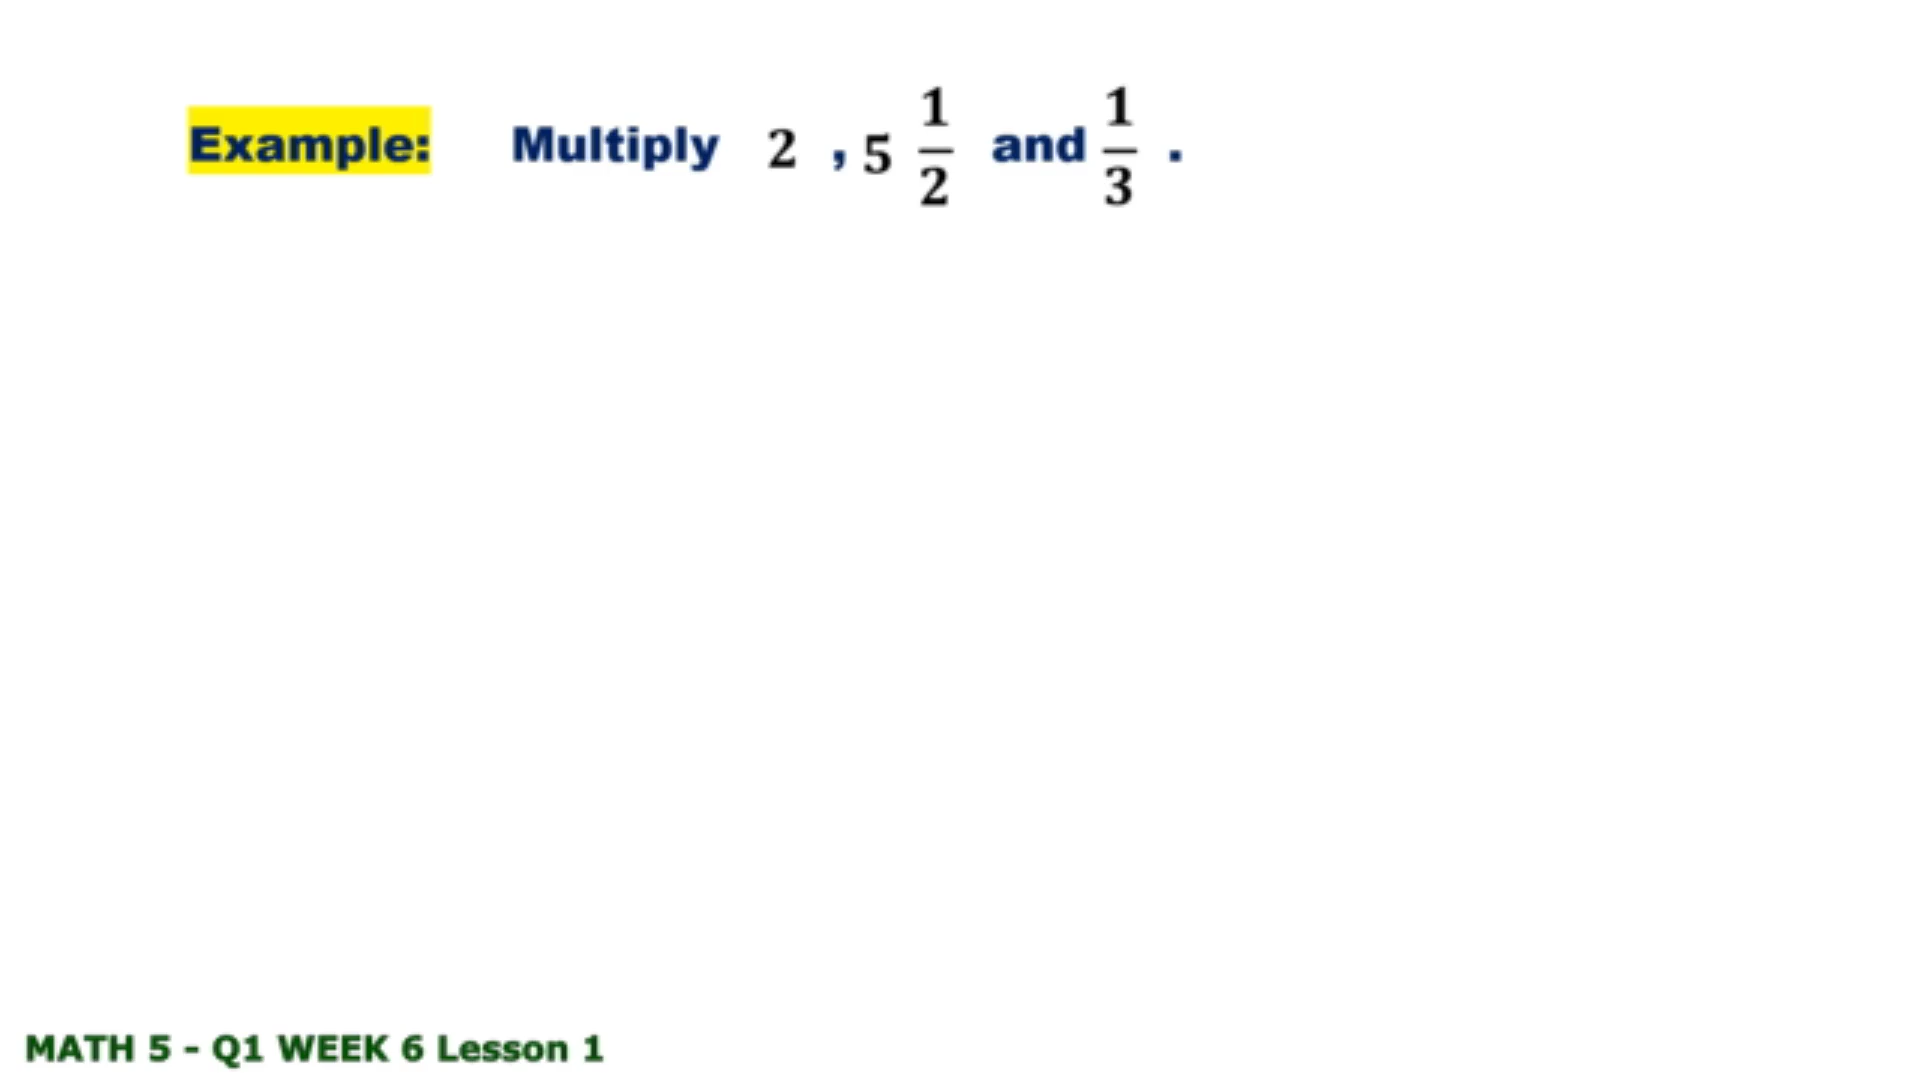 Example: Multiply 2 , 5 1/2 and 1/3 .
MATH 5 - Q1 WEEK 6 Lesson 1